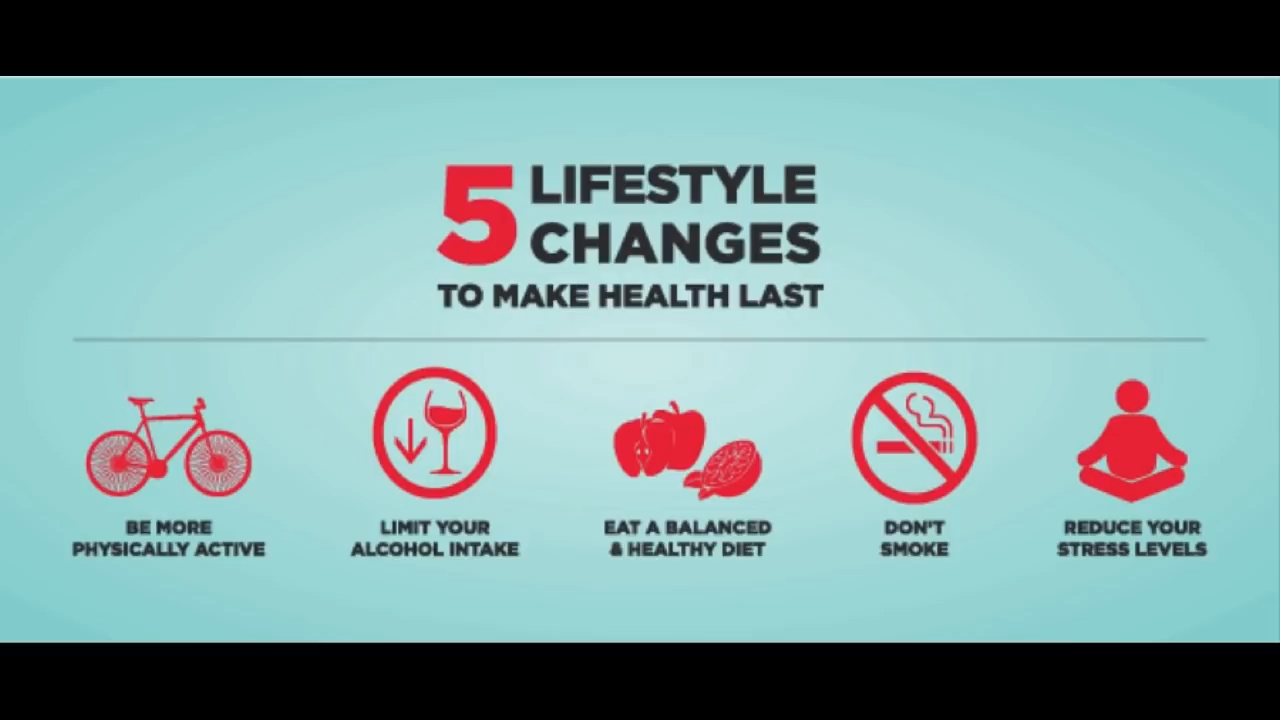 5 LIFESTYLE
CHANGES
TO MAKE HEALTH LAST
BE MORE
PHYSICALLY ACTIVE
LIMIT YOUR
ALCOHOL INTAKE
EAT A BALANCED
& HEALTHY DIET
DON'T
SMOKE
REDUCE YOUR
STRESS LEVELS